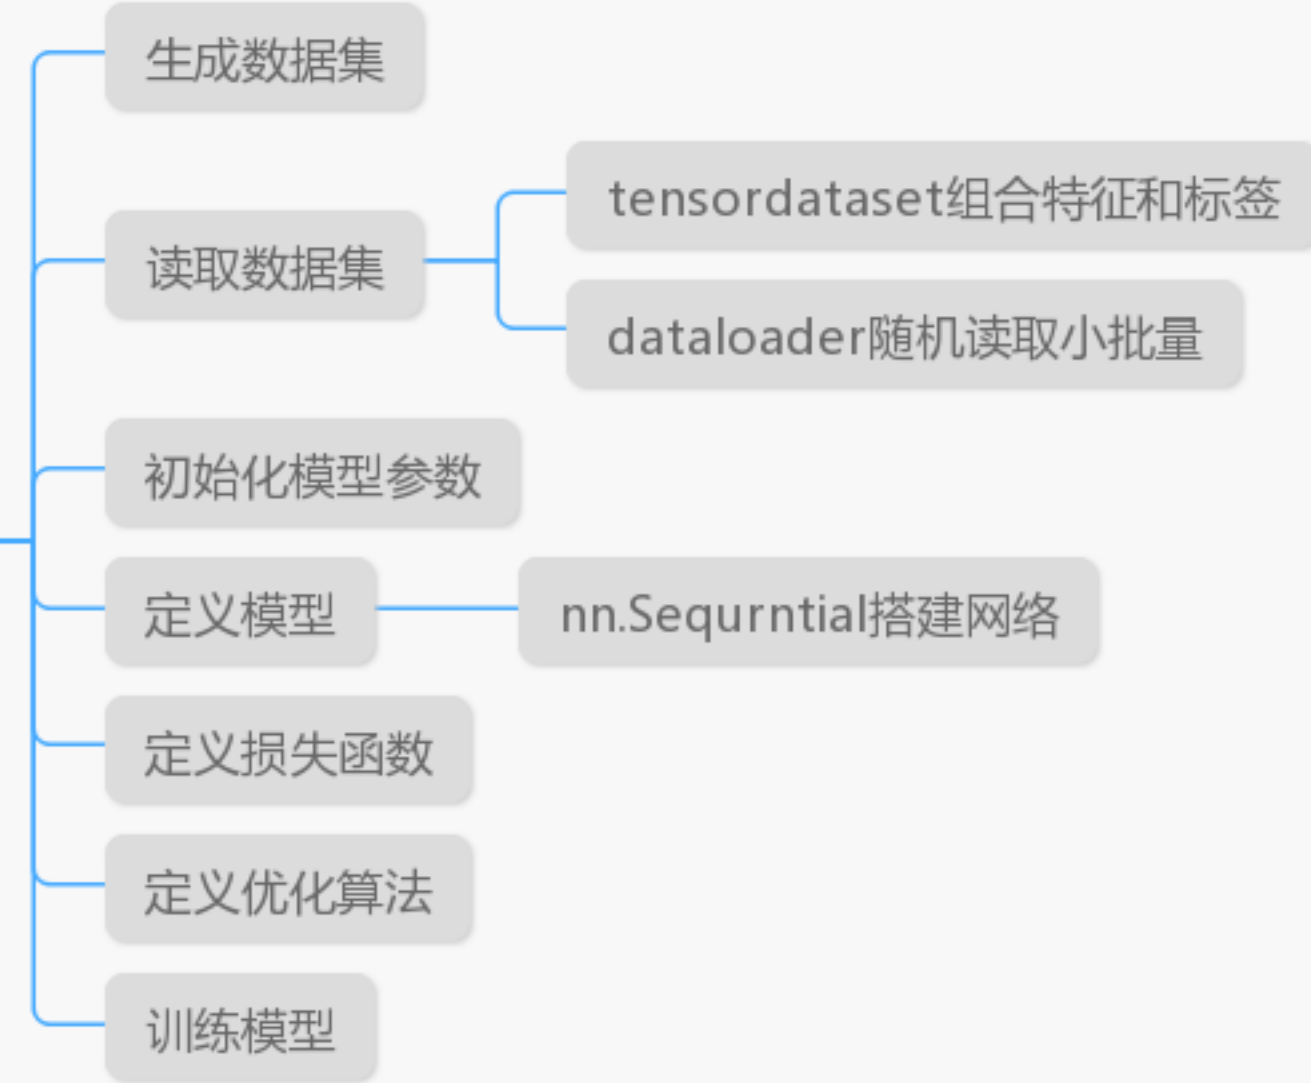 生成数据集
读取数据集
tensordataset组合特征和标签
dataloader随机读取小批量
初始化模型参数
定义模型
nn.Sequrntial搭建网络
定义损失函数
定义优化算法
训练模型